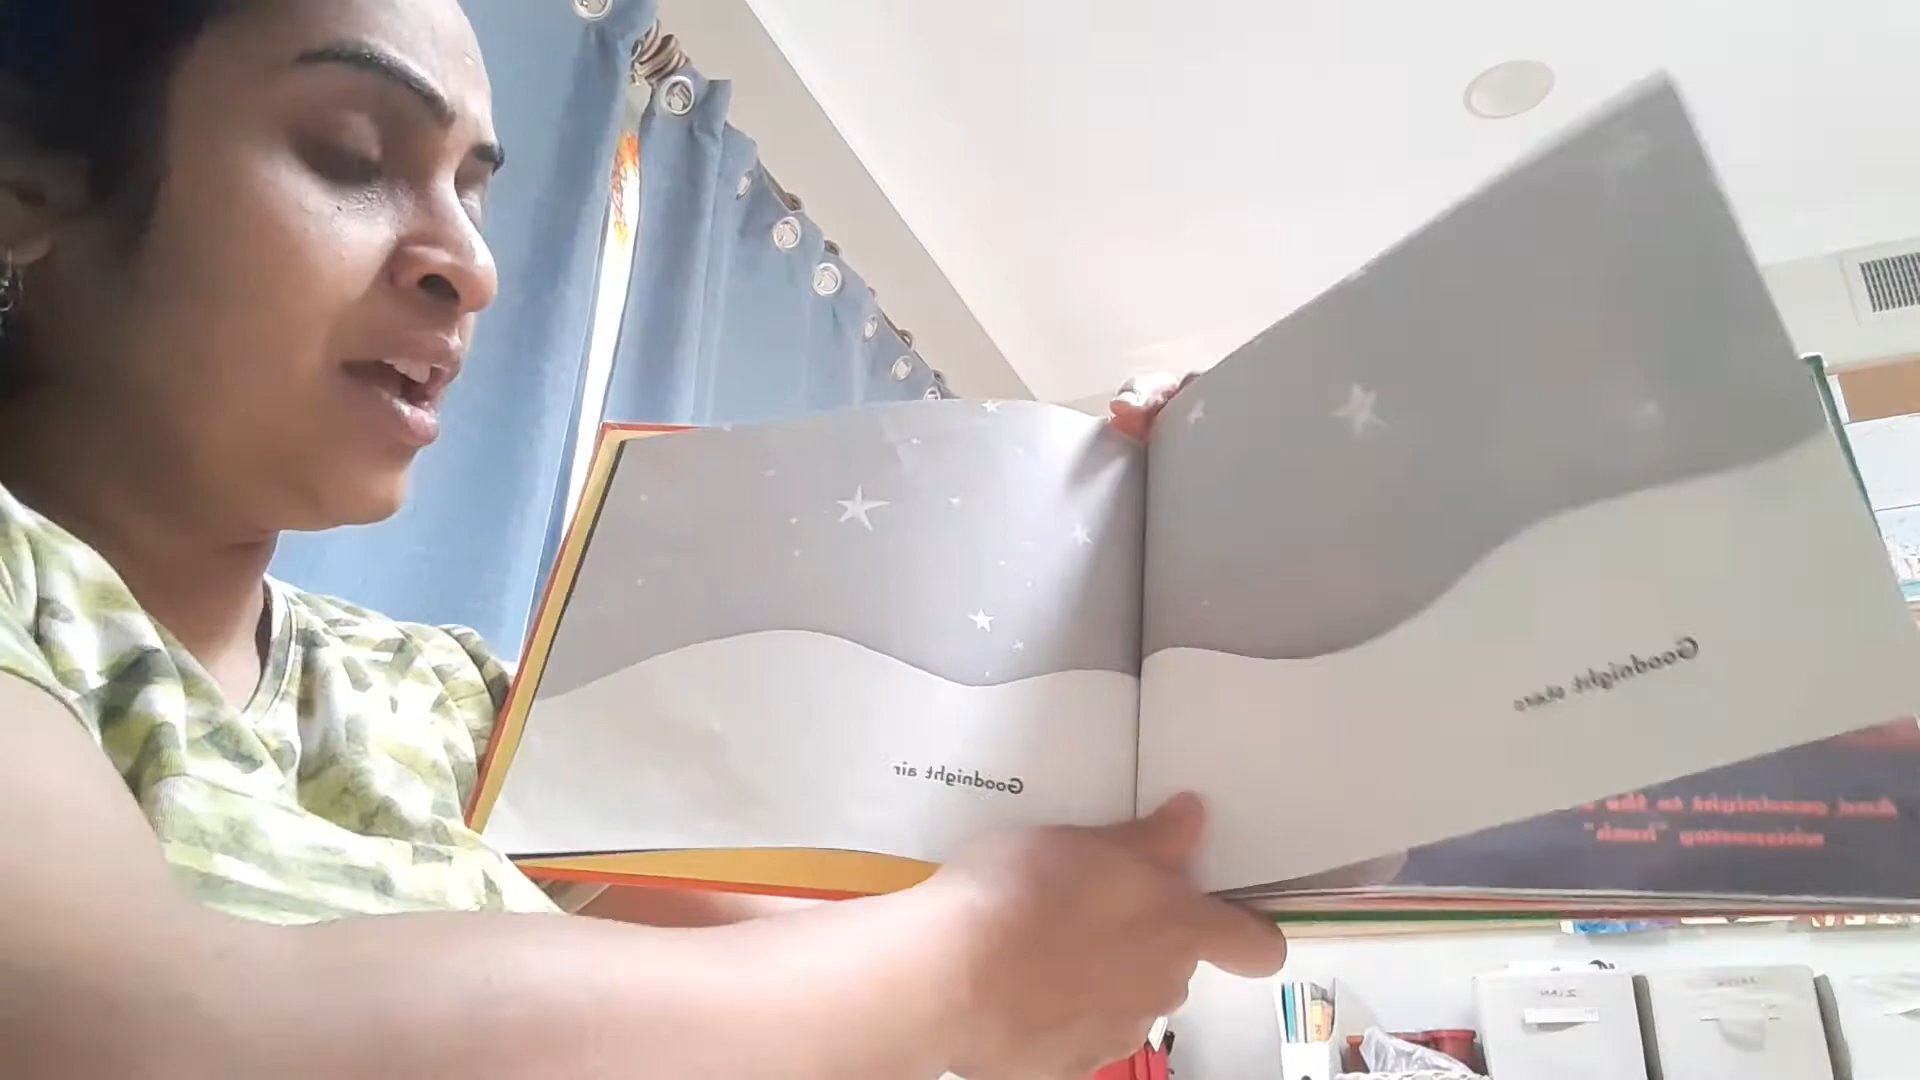 Goodnight stars
Goodnight air
And goodnight to the
whispering "hush"